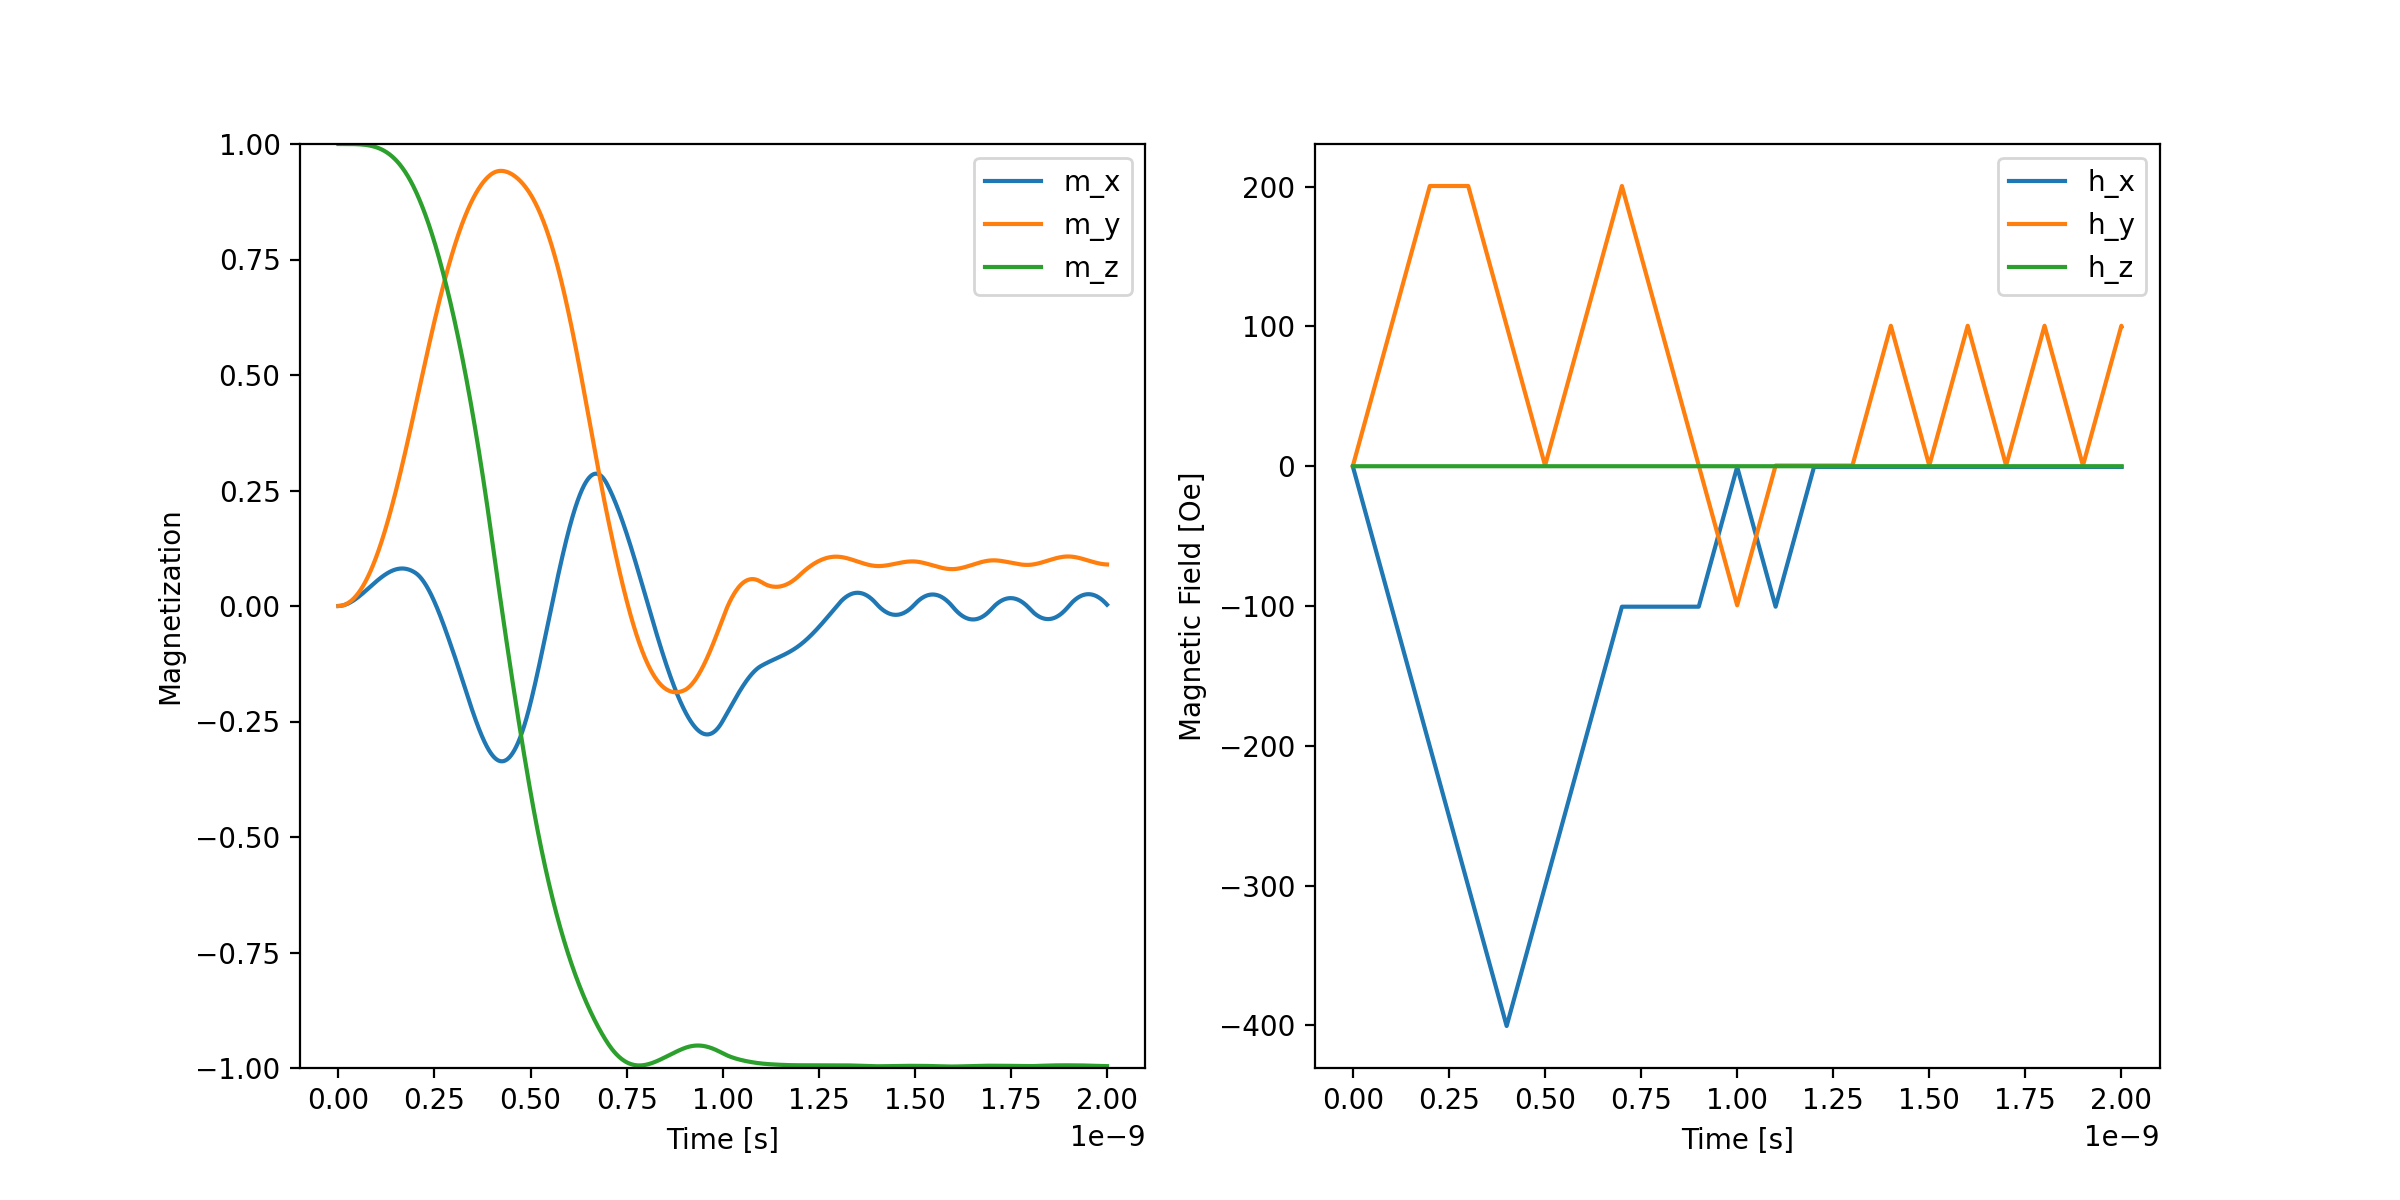 1.00
0.75
0.50
0.25
0.00
−0.25
−0.50
−0.75
−1.00
Magnetization
0.00 0.25 0.50 0.75 1.00 1.25 1.50 1.75 2.00
Time [s]
1e−9
m_x
m_y
m_z
200
100
0
−100
−200
−300
−400
Magnetic Field [Oe]
0.00 0.25 0.50 0.75 1.00 1.25 1.50 1.75 2.00
Time [s]
1e−9
h_x
h_y
h_z